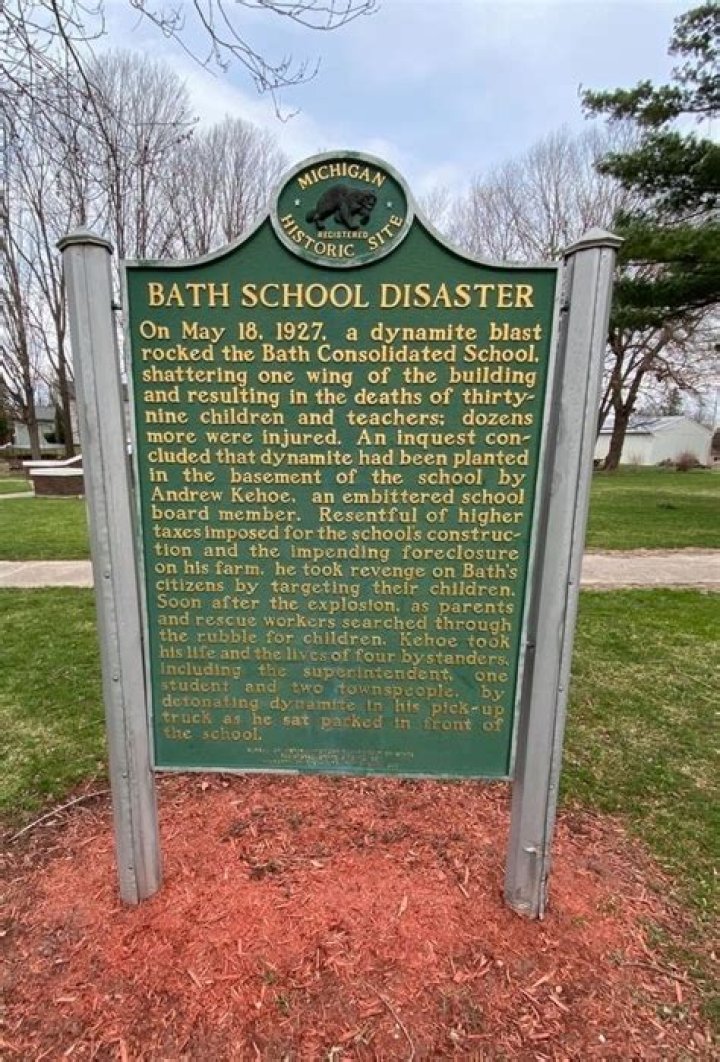 MICHIGAN
REGISTERED
HISTORIC SITE
BATH SCHOOL DISASTER
On May 18, 1927, a dynamite blast
rocked the Bath Consolidated School,
shattering one wing of the building
and resulting in the deaths of thirty-
nine children and teachers; dozens
more were injured. An inquest con-
cluded that dynamite had been planted
in the basement of the school by
Andrew Kehoe, an embittered school
board member. Resentful of higher
taxes imposed for the school's construc-
tion and the impending foreclosure
on his farm, he took revenge on Bath's
citizens by targeting their children.
Soon after the explosion, as parents
and rescue workers searched through
the rubble for children, Kehoe took
his life and the lives of four bystanders,
including the superintendent, one
student and two townspeople, by
detonating dynamite in his pick-up
truck as he sat parked in front of
the school.